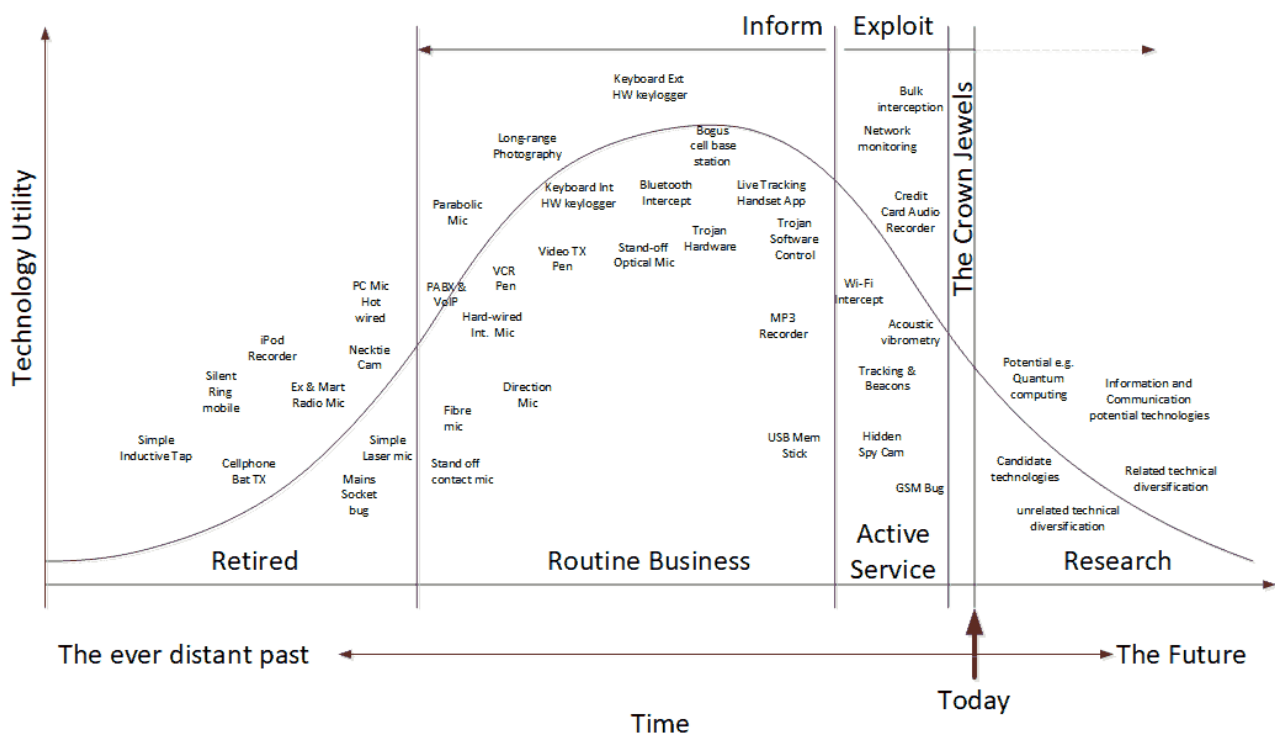 Inform
Exploit
Technology Utility
The Crown Jewels
Keyboard Ext
HW keylogger
Bulk
interception
Long-range
Photography
Bogus
cell base
station
Network
monitoring
Parabolic
Mic
Keyboard Int
HW keylogger
Bluetooth
Intercept
Live Tracking
Handset App
Credit
Card Audio
Recorder
Trojan
Hardware
Trojan
Software
Control
Video TX
Pen
Stand-off
Optical Mic
PC Mic
Hot
wired
PABX &
VoIP
VCR
Pen
Wi-Fi
Intercept
Hard-wired
Int. Mic
MP3
Recorder
Acoustic
vibrometry
iPod
Recorder
Necktie
Cam
Silent
Ring
mobile
Ex & Mart
Radio Mic
Direction
Mic
Tracking &
Beacons
Potential e.g.
Quantum
computing
Information and
Communication
potential technologies
Fibre
mic
Simple
Inductive Tap
Simple
Laser mic
USB Mem
Stick
Hidden
Spy Cam
Cellphone
Bat TX
Mains
Socket
bug
Stand off
contact mic
GSM Bug
Candidate
technologies
Related technical
diversification
unrelated technical
diversification
Retired
Routine Business
Active
Service
Research
The ever distant past
The Future
Today
Time